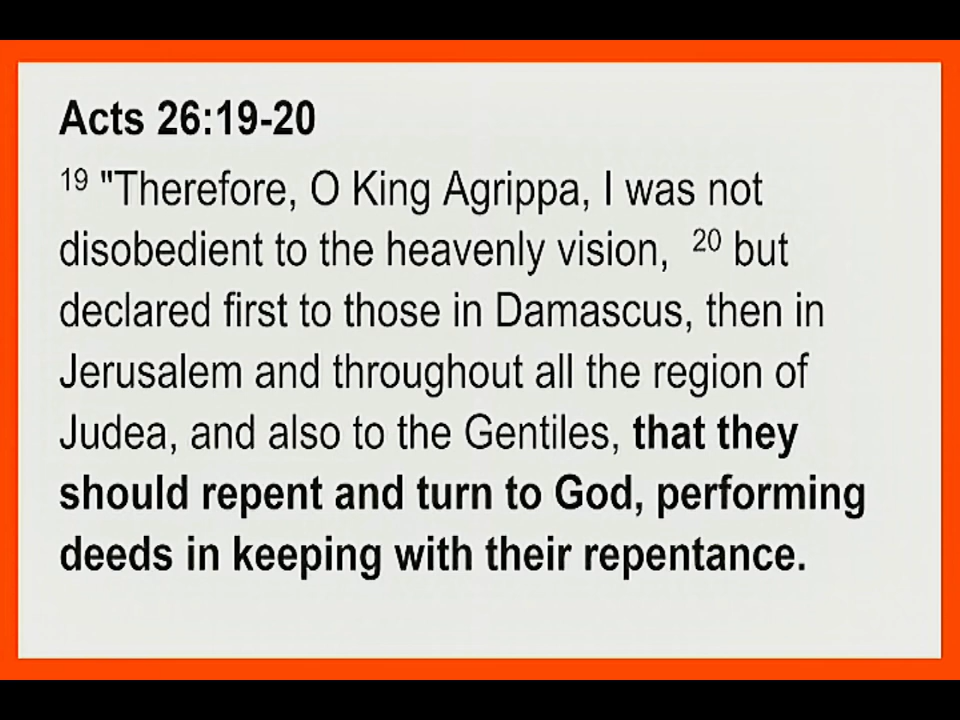 Acts 26:19-20
19 "Therefore, O King Agrippa, I was not
disobedient to the heavenly vision,  20 but
declared first to those in Damascus, then in
Jerusalem and throughout all the region of
Judea, and also to the Gentiles, that they
should repent and turn to God, performing
deeds in keeping with their repentance.